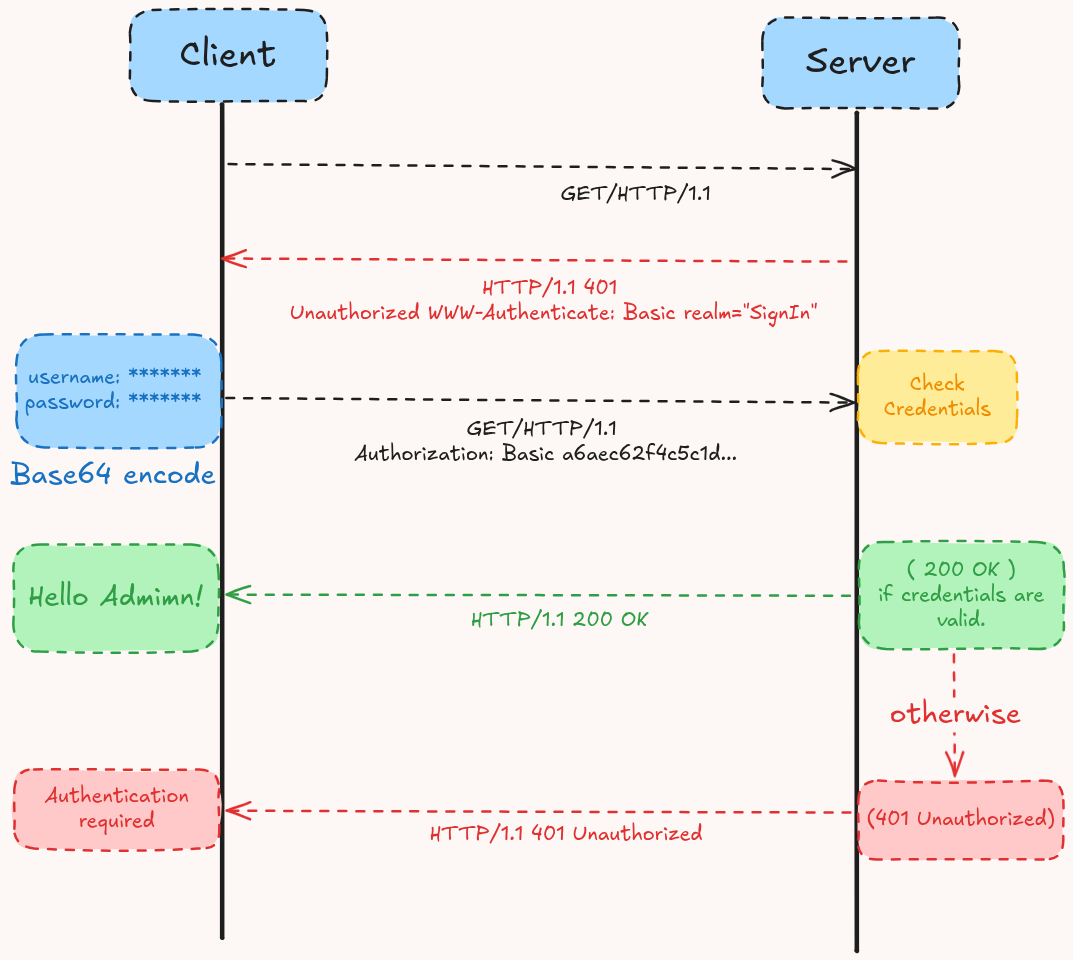 Client
Server
GET/HTTP/1.1
HTTP/1.1 401
Unauthorized WWW-Authenticate: Basic realm="SignIn"
username: *******
password: *******
Base64 encode
Check
Credentials
GET/HTTP/1.1
Authorization: Basic a6aec62f4c5c1d...
Hello Admimn!
( 200 OK )
if credentials are
valid.
HTTP/1.1 200 OK
otherwise
Authentication
required
(401 Unauthorized)
HTTP/1.1 401 Unauthorized